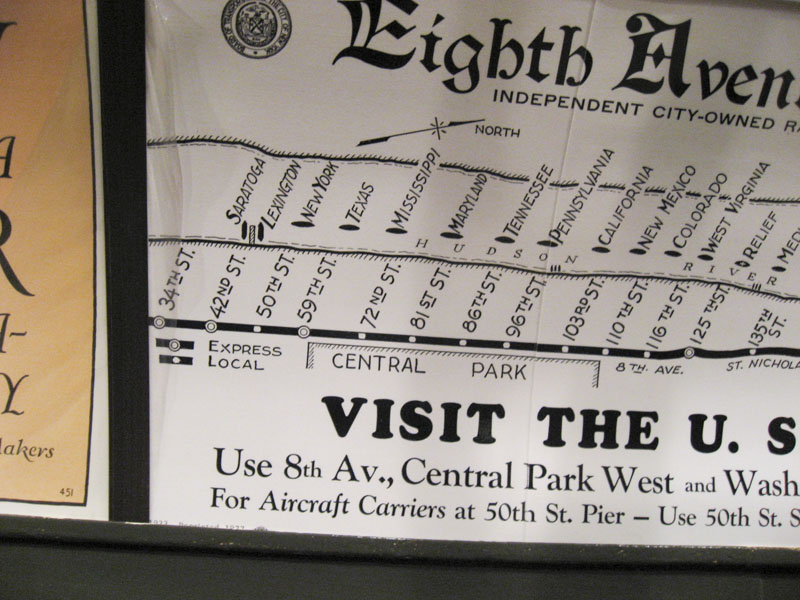 Eighth Aven
INDEPENDENT CITY-OWNED RA
NORTH
SARATOGA
LEXINGTON
NEW YORK
TEXAS
MISSISSIPPI
MARYLAND
TENNESSEE
PENNSYLVANIA
CALIFORNIA
NEW MEXICO
COLORADO
WEST VIRGINIA
RELIEF
MED
HUDSON RIVER
34TH ST.
42ND ST.
50TH ST.
59TH ST.
72ND ST.
81ST ST.
86TH ST.
96TH ST.
103RD ST.
110TH ST.
116TH ST.
125TH ST.
135TH ST.
EXPRESS
LOCAL
CENTRAL PARK
8TH. AVE.
ST. NICHOLA
VISIT THE U. S
Use 8th Av., Central Park West and Wash
For Aircraft Carriers at 50th St. Pier – Use 50th St. S
A
R
A-
Y
lakers
451